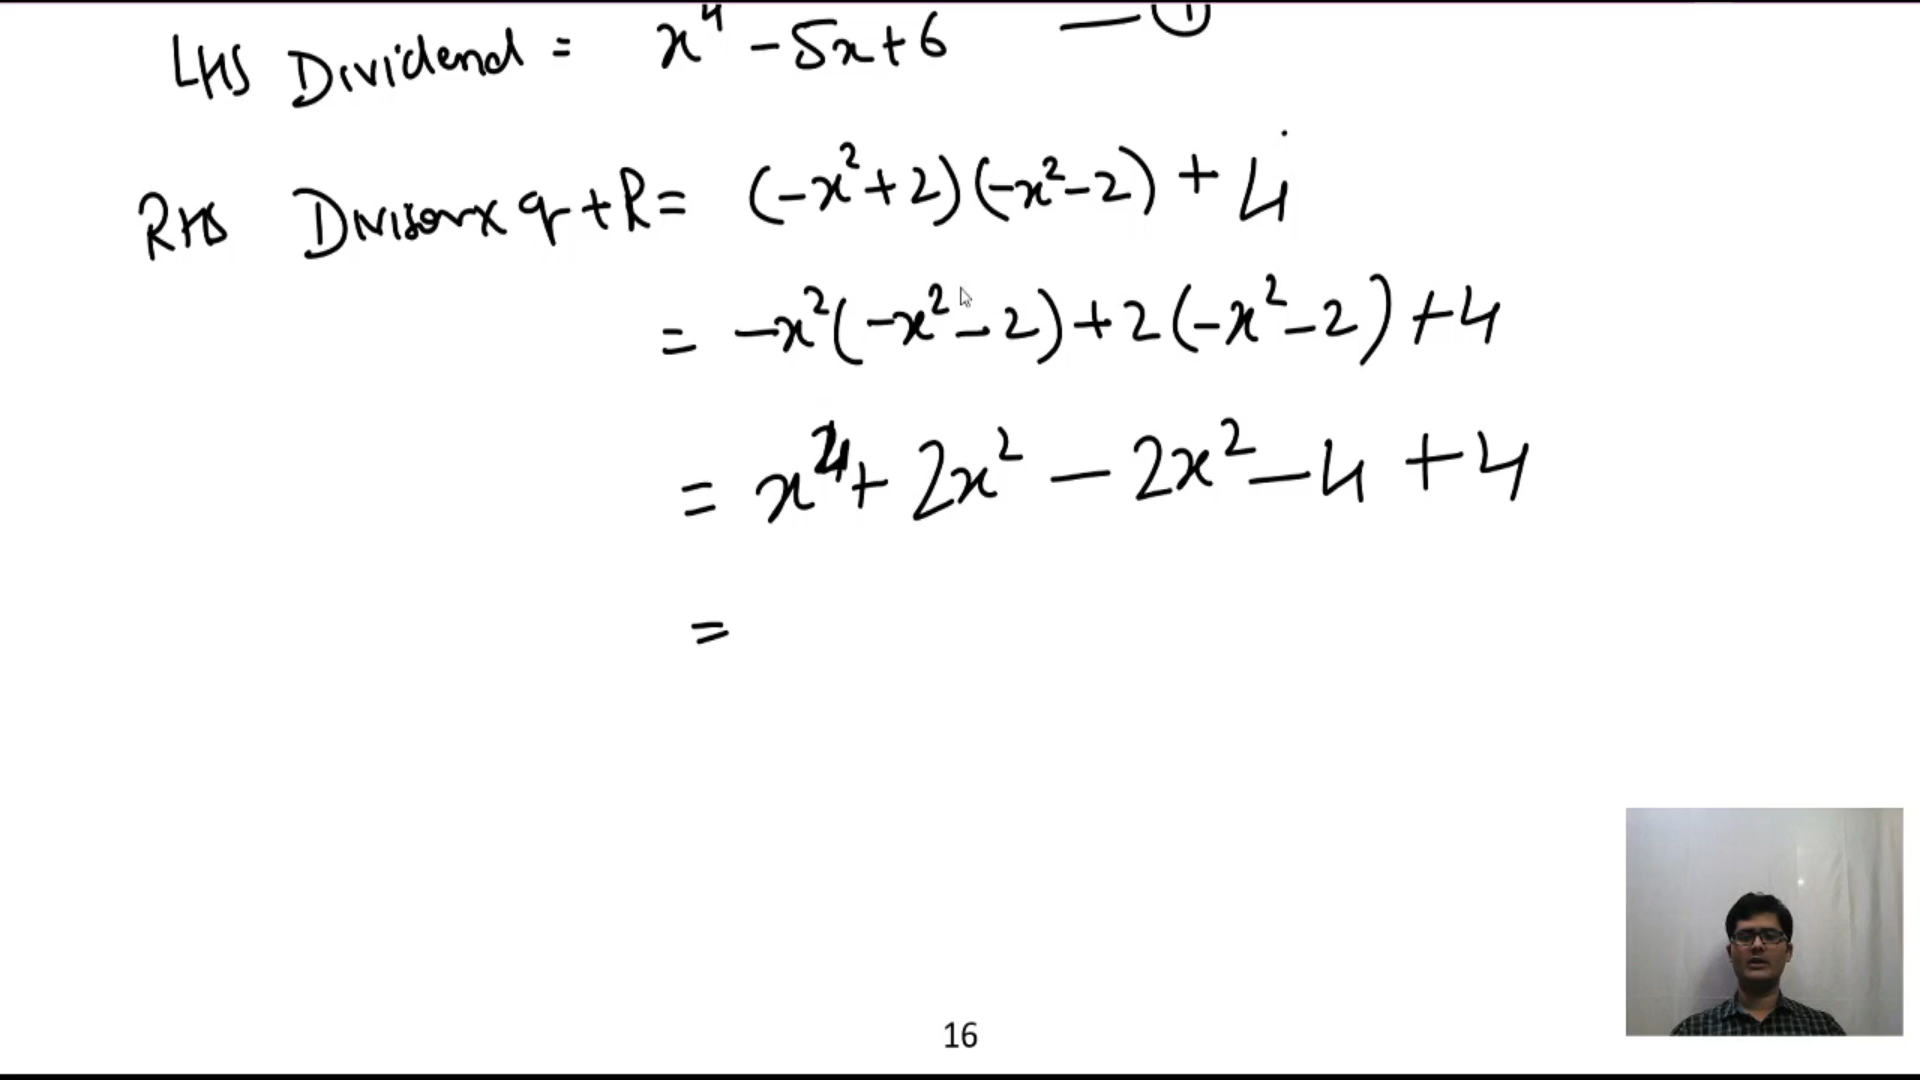 LHS Dividend = x⁴ - 5x + 6 — ①
RHS Divisor x q + R = (-x² + 2)(-x² - 2) + 4
= -x²(-x² - 2) + 2(-x² - 2) + 4
= x⁴ + 2x² - 2x² - 4 + 4
=
16